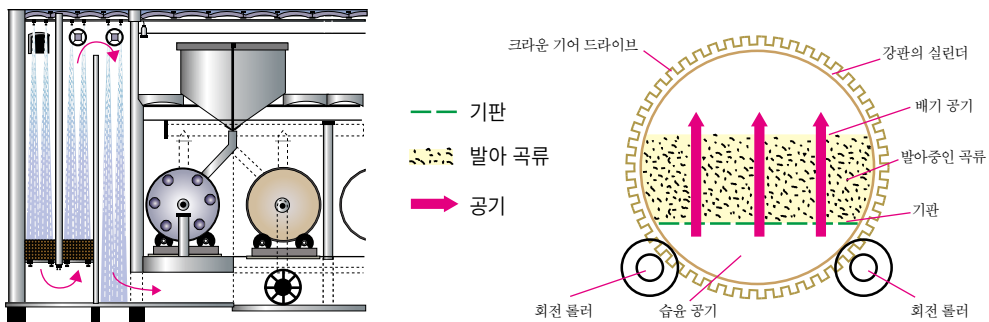 기판
발아 곡류
공기
크라운 기어 드라이브
강판의 실린더
배기 공기
발아중인 곡류
기판
회전 롤러
습윤 공기
회전 롤러